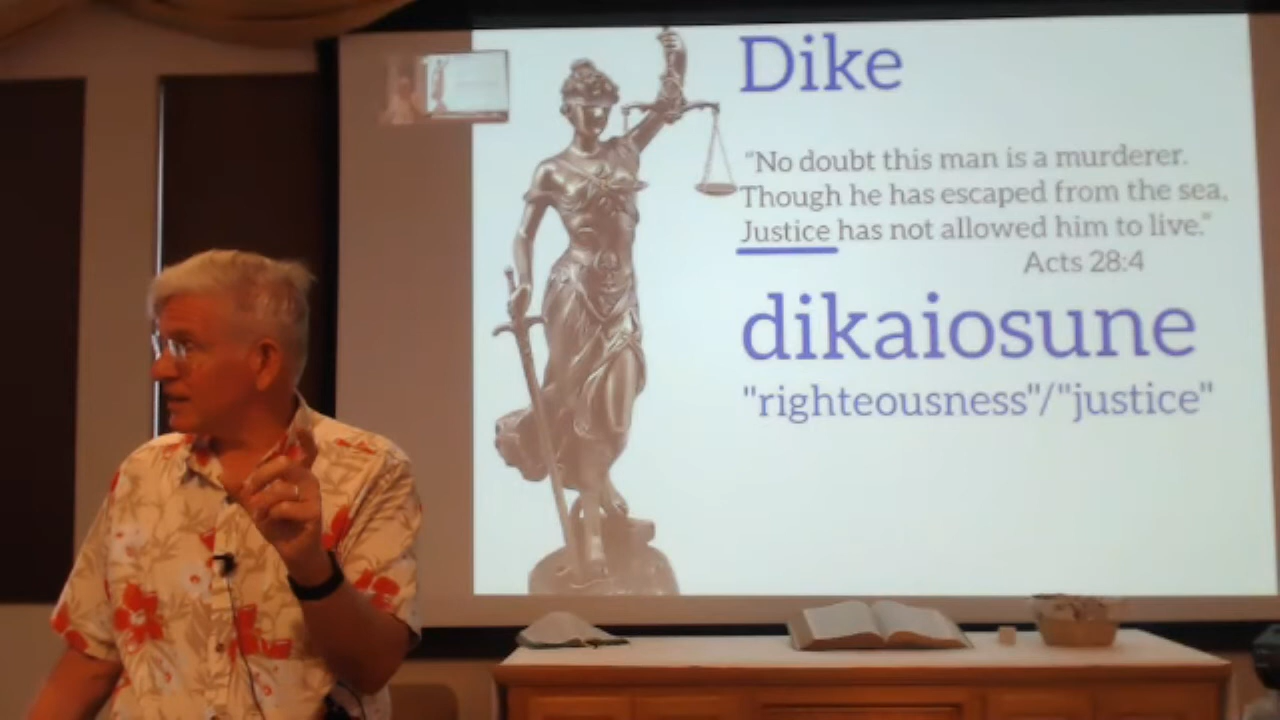 Dike
“No doubt this man is a murderer.
Though he has escaped from the sea,
Justice has not allowed him to live.”
Acts 28:4
dikaiosune
"righteousness"/"justice"